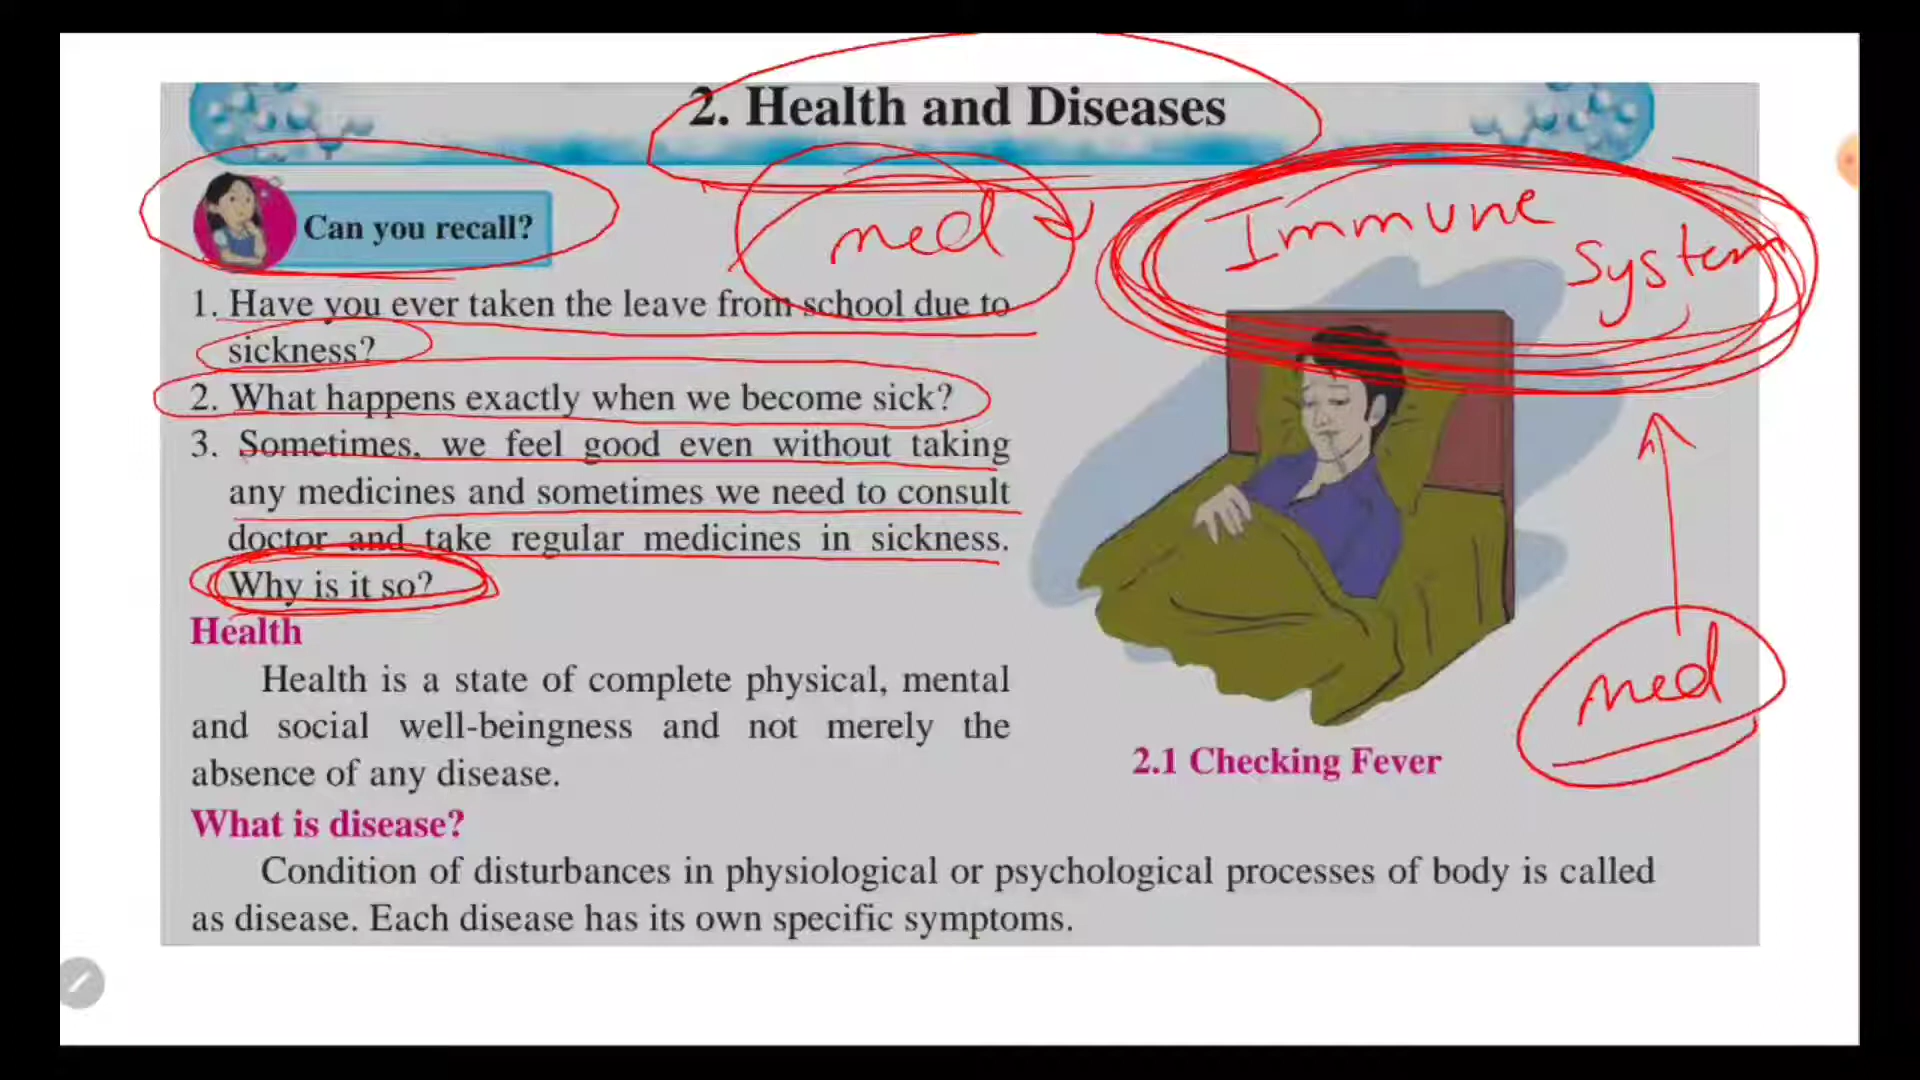 2. Health and Diseases
Can you recall?
med
Immune
System
1. Have you ever taken the leave from school due to
sickness?
2. What happens exactly when we become sick?
3. Sometimes, we feel good even without taking
any medicines and sometimes we need to consult
doctor and take regular medicines in sickness.
Why is it so?
Health
Health is a state of complete physical, mental
and social well-beingness and not merely the
absence of any disease.
med
2.1 Checking Fever
What is disease?
Condition of disturbances in physiological or psychological processes of body is called
as disease. Each disease has its own specific symptoms.